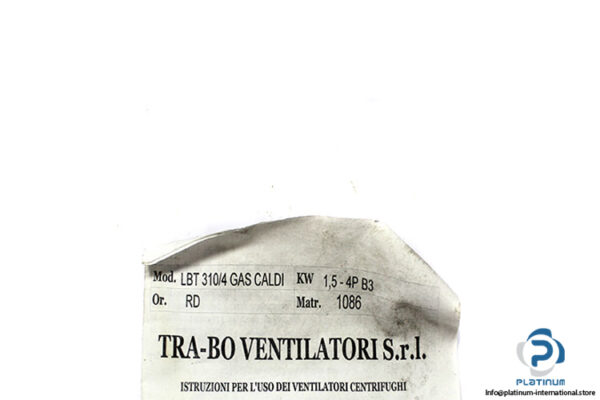 Mod. LBT 310/4 GAS CALDI KW 1,5 - 4P B3
Or. RD Matr. 1086
TRA-BO VENTILATORI S.r.l.
ISTRUZIONI PER L'USO DEI VENTILATORI CENTRIFUGHI
PLATINUM
Info@platinum-international.store